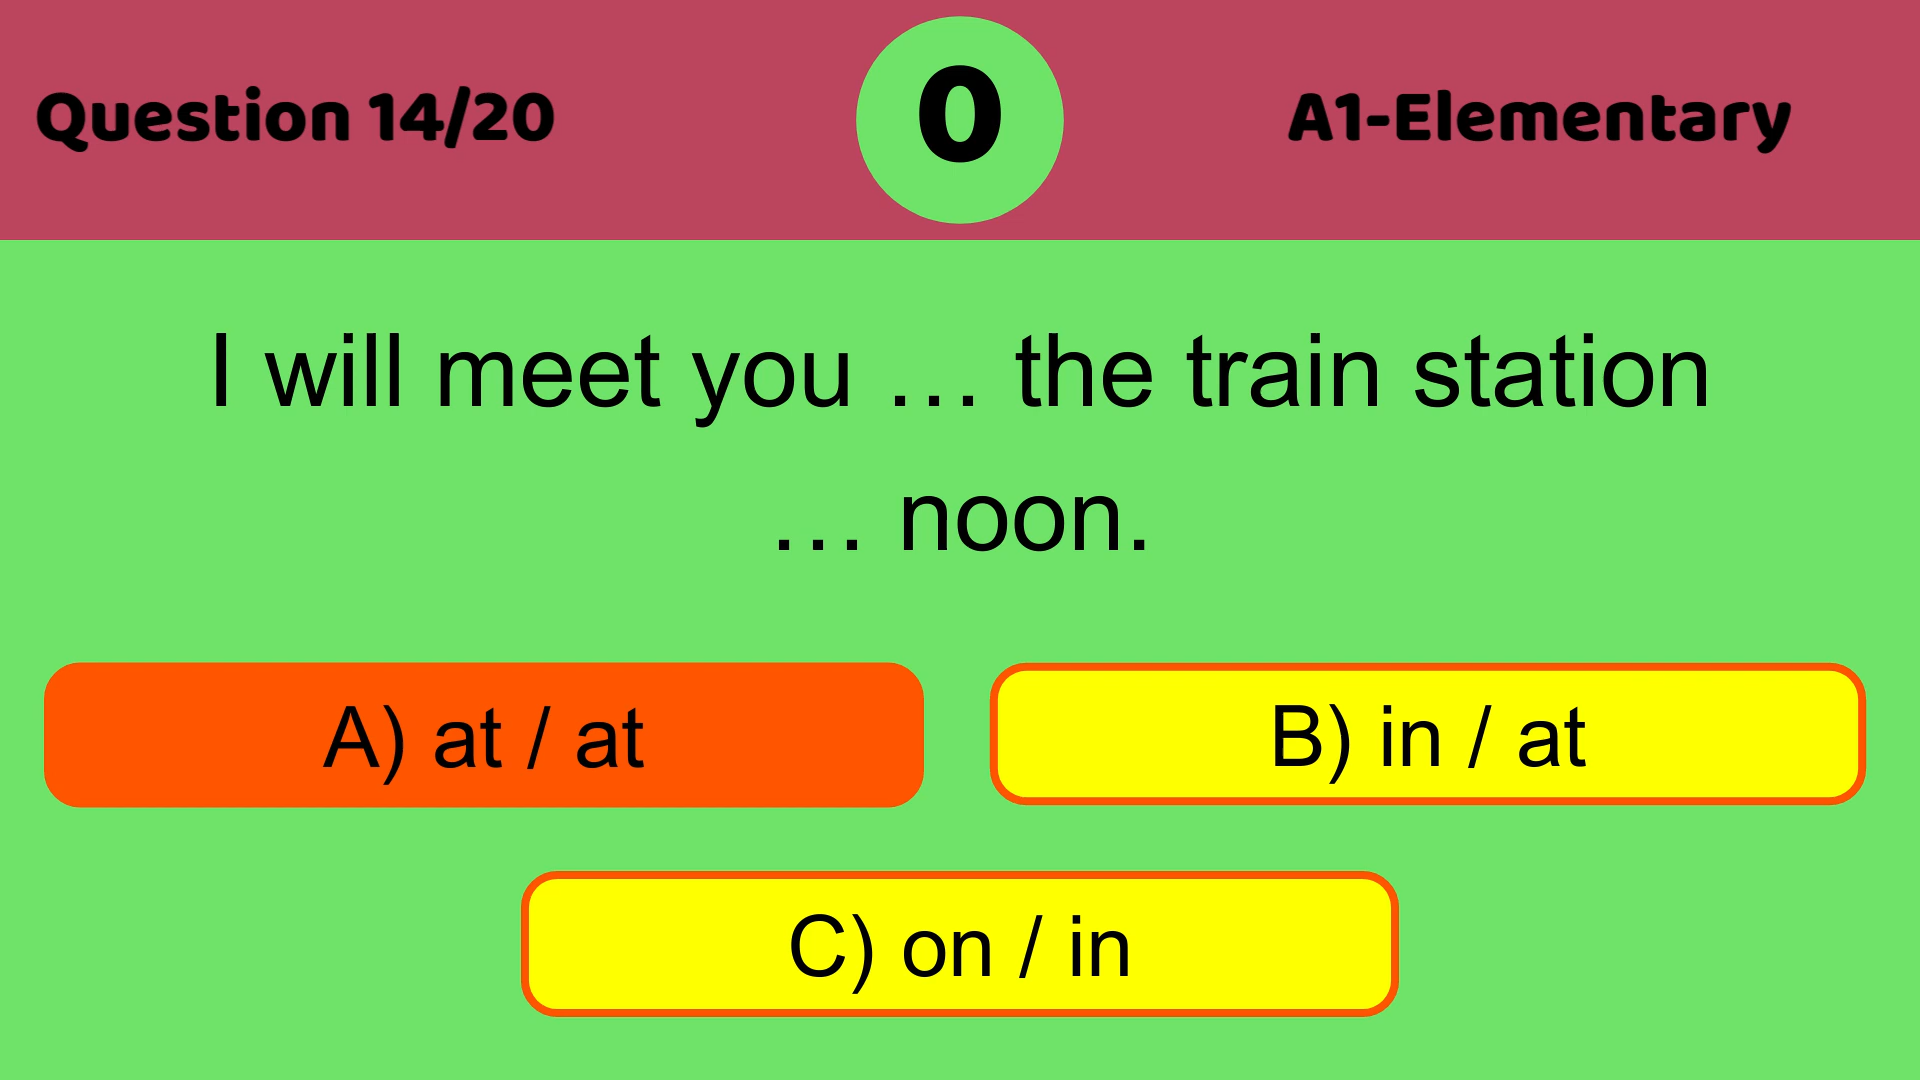 Question 14/20
0
A1-Elementary
I will meet you … the train station
… noon.
A) at / at
B) in / at
C) on / in